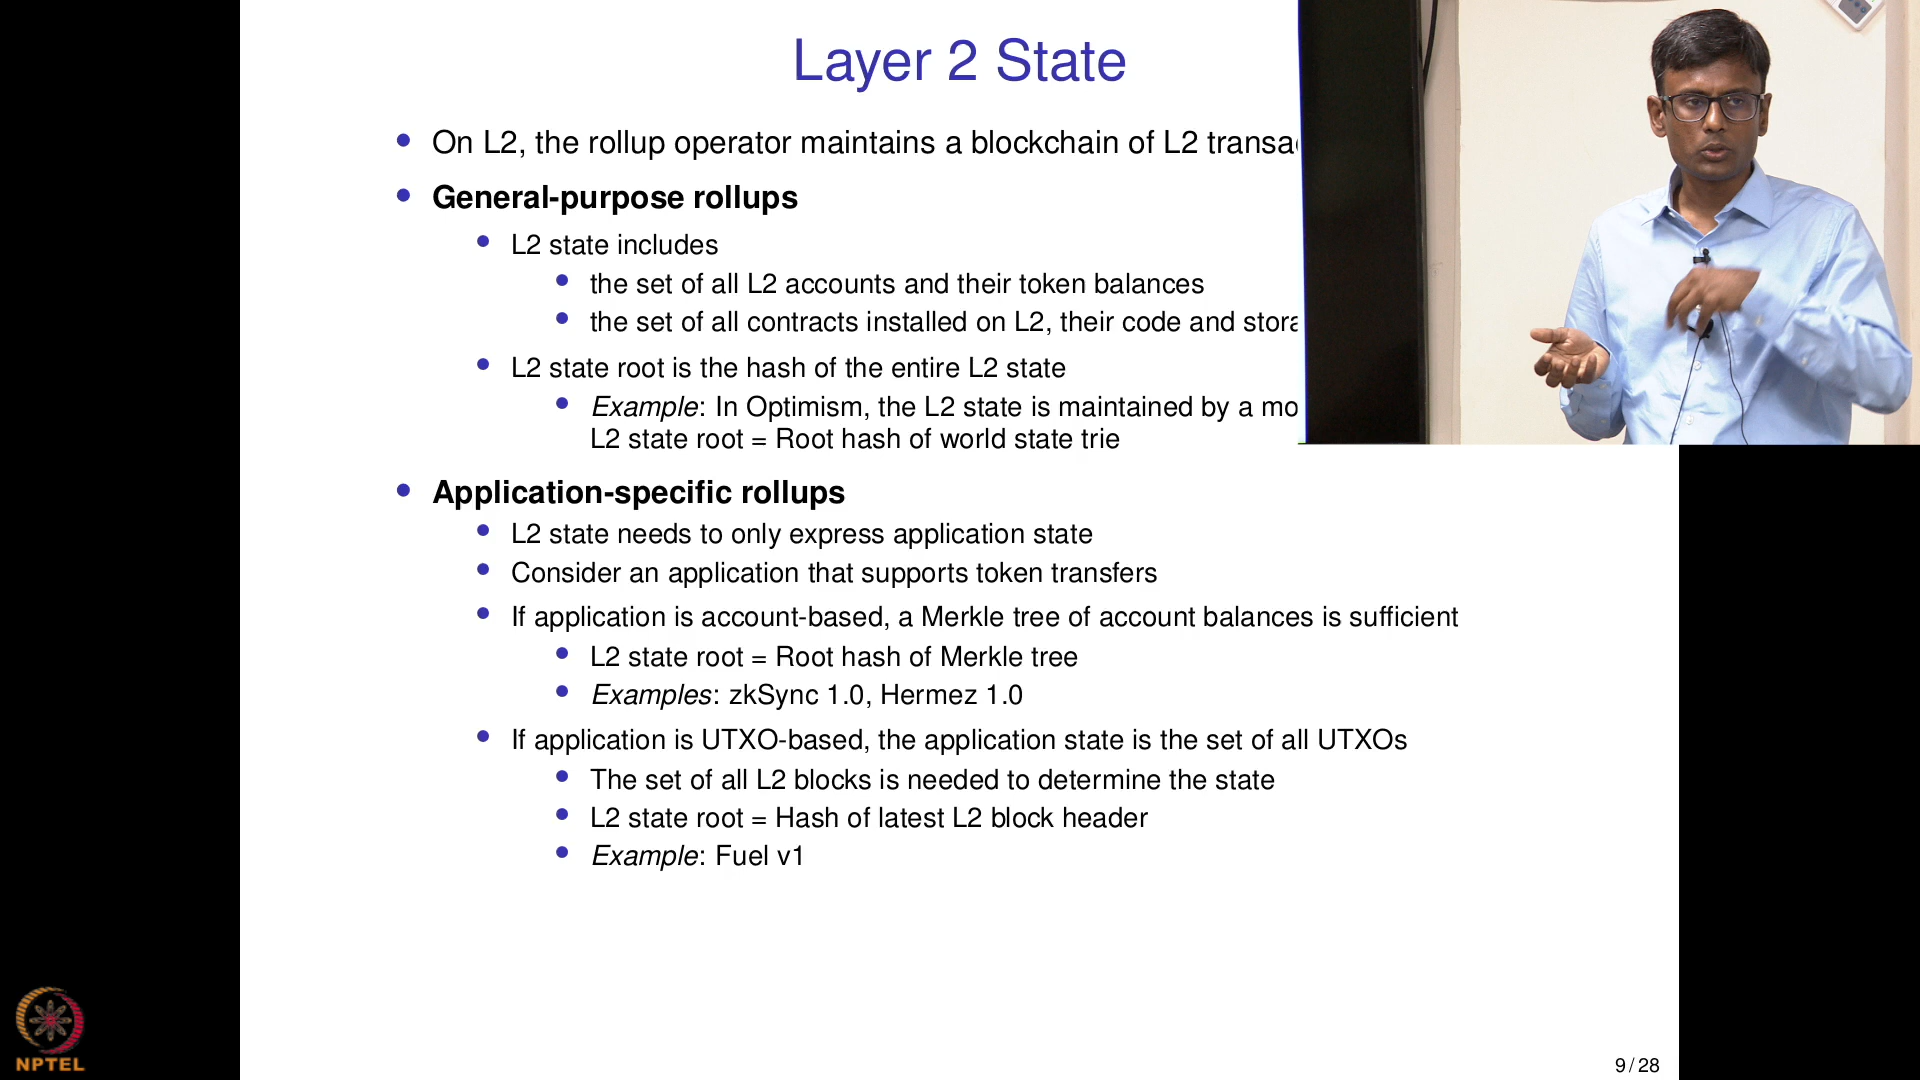 Layer 2 State
• On L2, the rollup operator maintains a blockchain of L2
• General-purpose rollups
• L2 state includes
• the set of all L2 accounts and their token balances
• the set of all contracts installed on L2, their code and
• L2 state root is the hash of the entire L2 state
• Example: In Optimism, the L2 state is maintained by a
L2 state root = Root hash of world state trie
• Application-specific rollups
• L2 state needs to only express application state
• Consider an application that supports token transfers
• If application is account-based, a Merkle tree of account balances is sufficient
• L2 state root = Root hash of Merkle tree
• Examples: zkSync 1.0, Hermez 1.0
• If application is UTXO-based, the application state is the set of all UTXOs
• The set of all L2 blocks is needed to determine the state
• L2 state root = Hash of latest L2 block header
• Example: Fuel v1
NPTEL
9 / 28